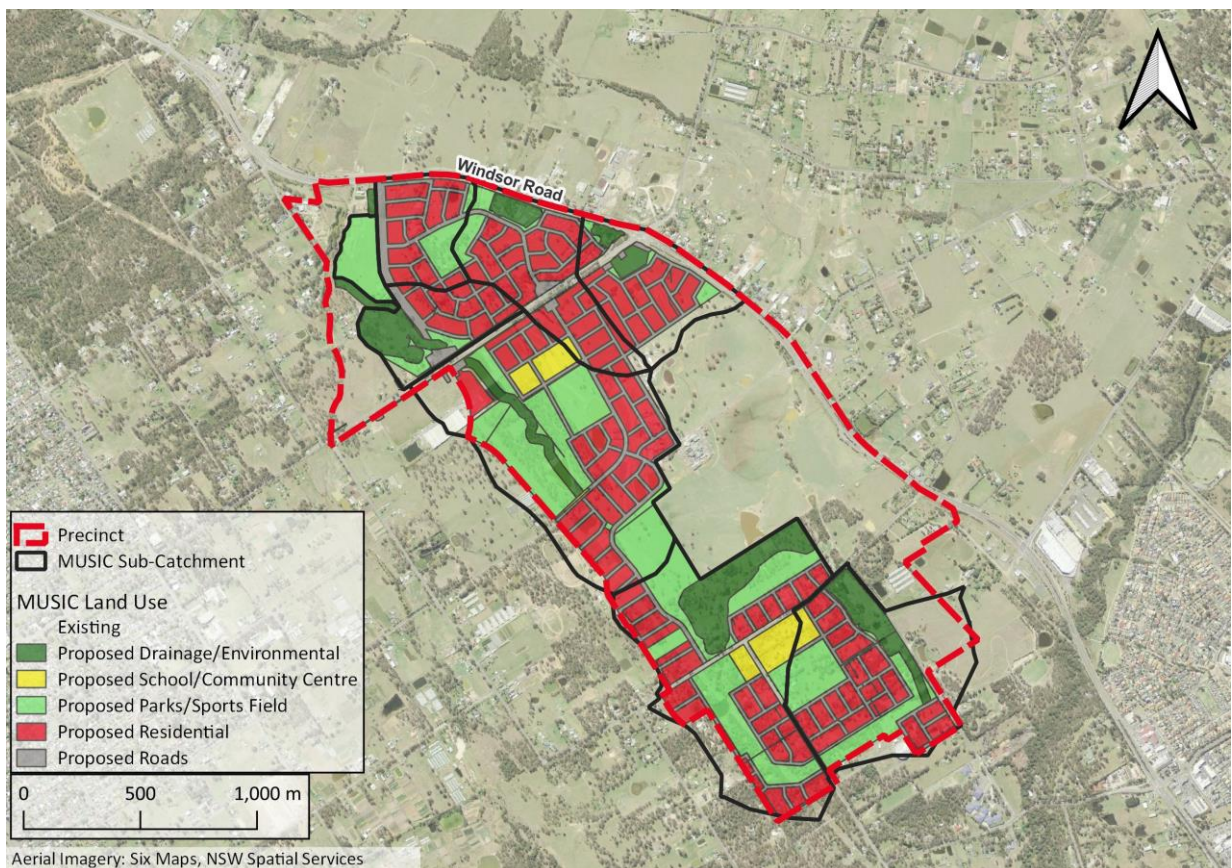 Windsor Road
Precinct
MUSIC Sub-Catchment
MUSIC Land Use
Existing
Proposed Drainage/Environmental
Proposed School/Community Centre
Proposed Parks/Sports Field
Proposed Residential
Proposed Roads
0 500 1,000 m
Aerial Imagery: Six Maps, NSW Spatial Services